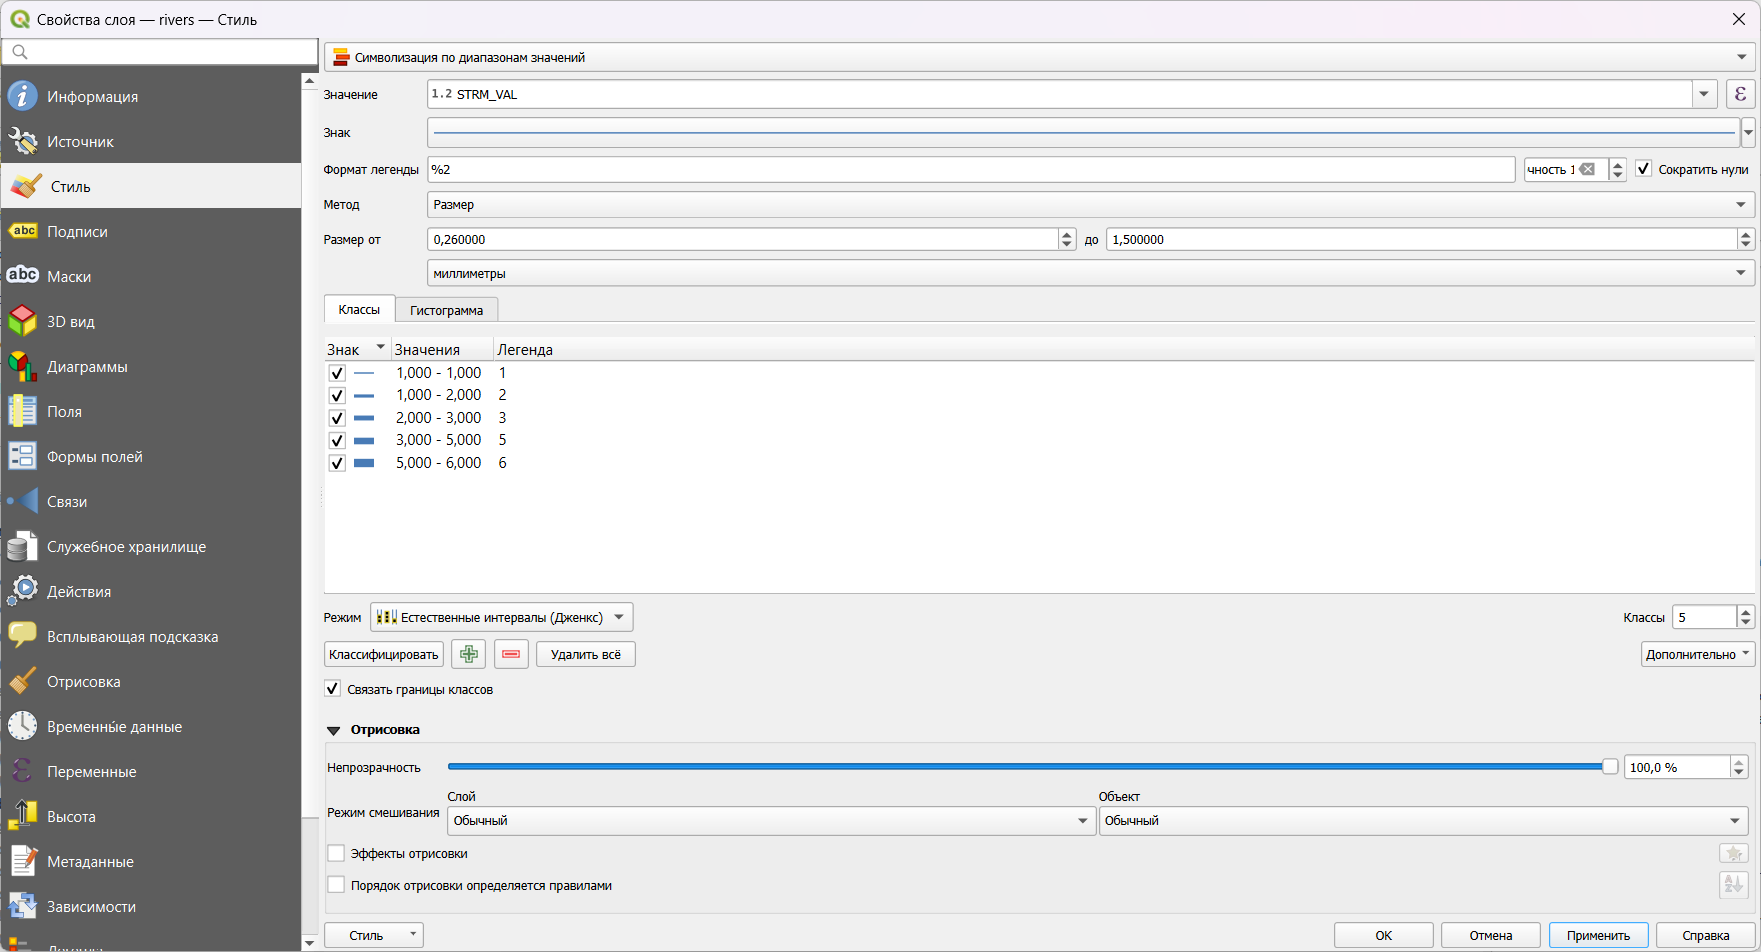 Свойства слоя — rivers — Стиль
Информация
Источник
Стиль
Подписи
Маски
3D вид
Диаграммы
Поля
Формы полей
Связи
Служебное хранилище
Действия
Всплывающая подсказка
Отрисовка
Временны́е данные
Переменные
Высота
Метаданные
Зависимости
Символизация по диапазонам значений
Значение 1.2 STRM_VAL ε
Знак
Формат легенды %2 чность 1 Сократить нули
Метод Размер
Размер от 0,260000 до 1,500000
миллиметры
Классы Гистограмма
Знак Значения Легенда
1,000 - 1,000 1
1,000 - 2,000 2
2,000 - 3,000 3
3,000 - 5,000 5
5,000 - 6,000 6
Режим Естественные интервалы (Дженкс) Классы 5
Классифицировать Удалить всё Дополнительно
Связать границы классов
Отрисовка
Непрозрачность 100,0 %
Слой Объект
Режим смешивания Обычный Обычный
Эффекты отрисовки
Порядок отрисовки определяется правилами
Стиль OK Отмена Применить Справка